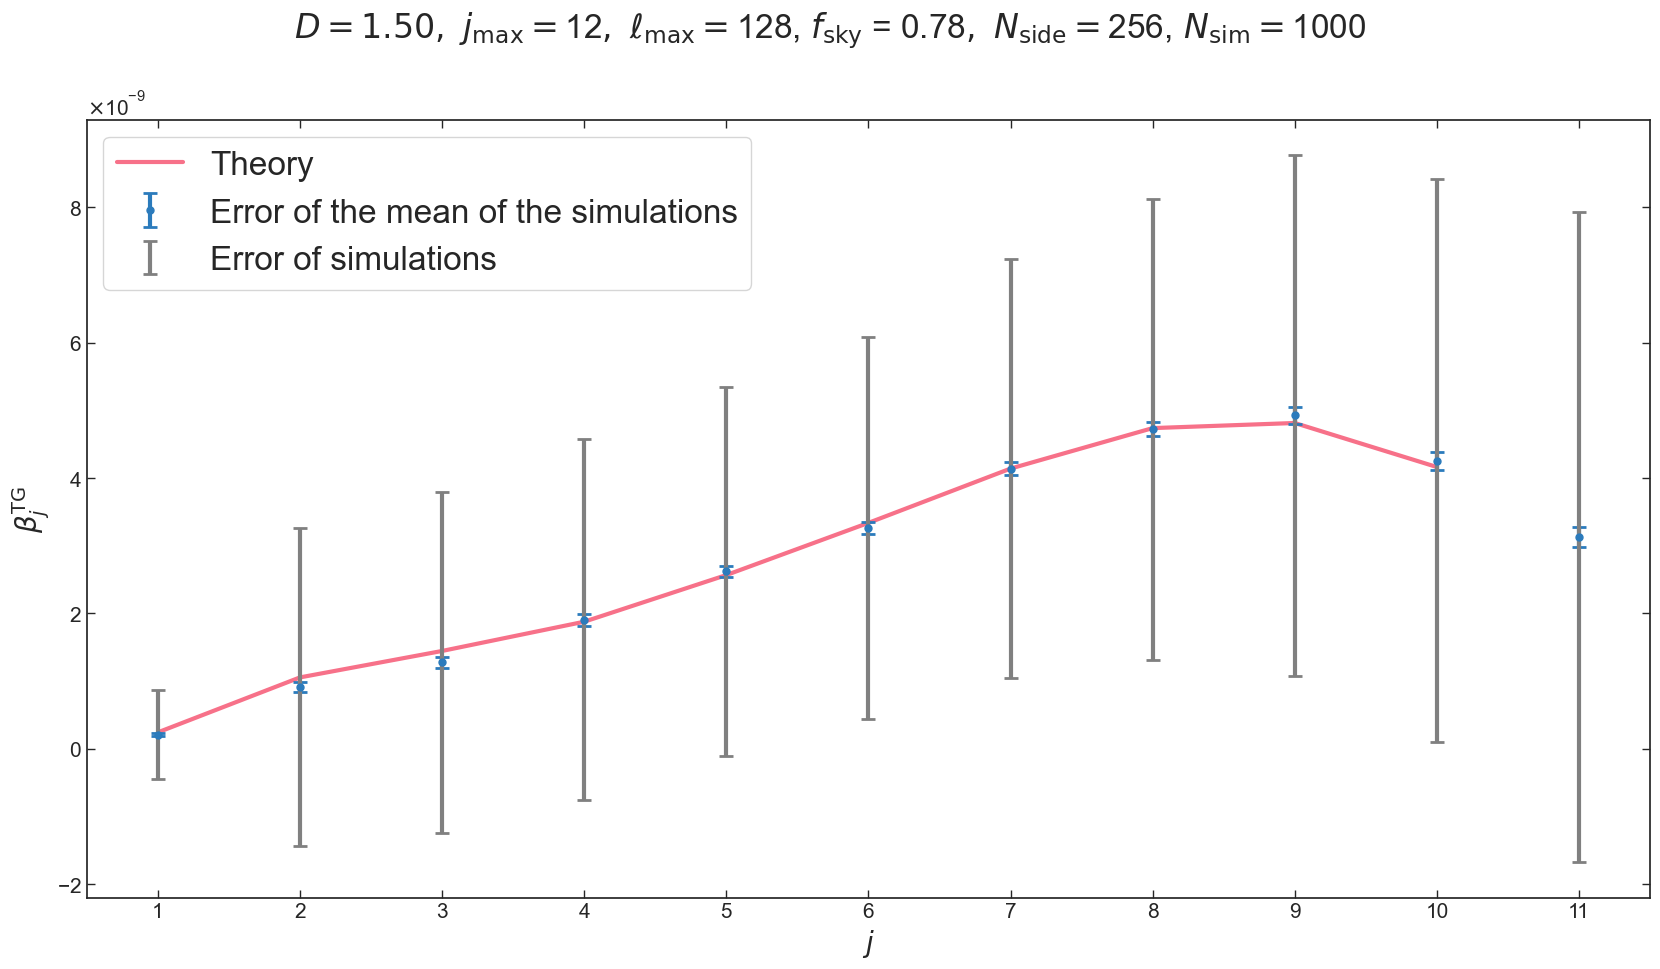 D = 1.50, j_max = 12, ℓ_max = 128, f_sky = 0.78, N_side = 256, N_sim = 1000
×10⁻⁹
Theory
Error of the mean of the simulations
Error of simulations
8
6
4
2
0
−2
β_j^TG
1 2 3 4 5 6 7 8 9 10 11
j